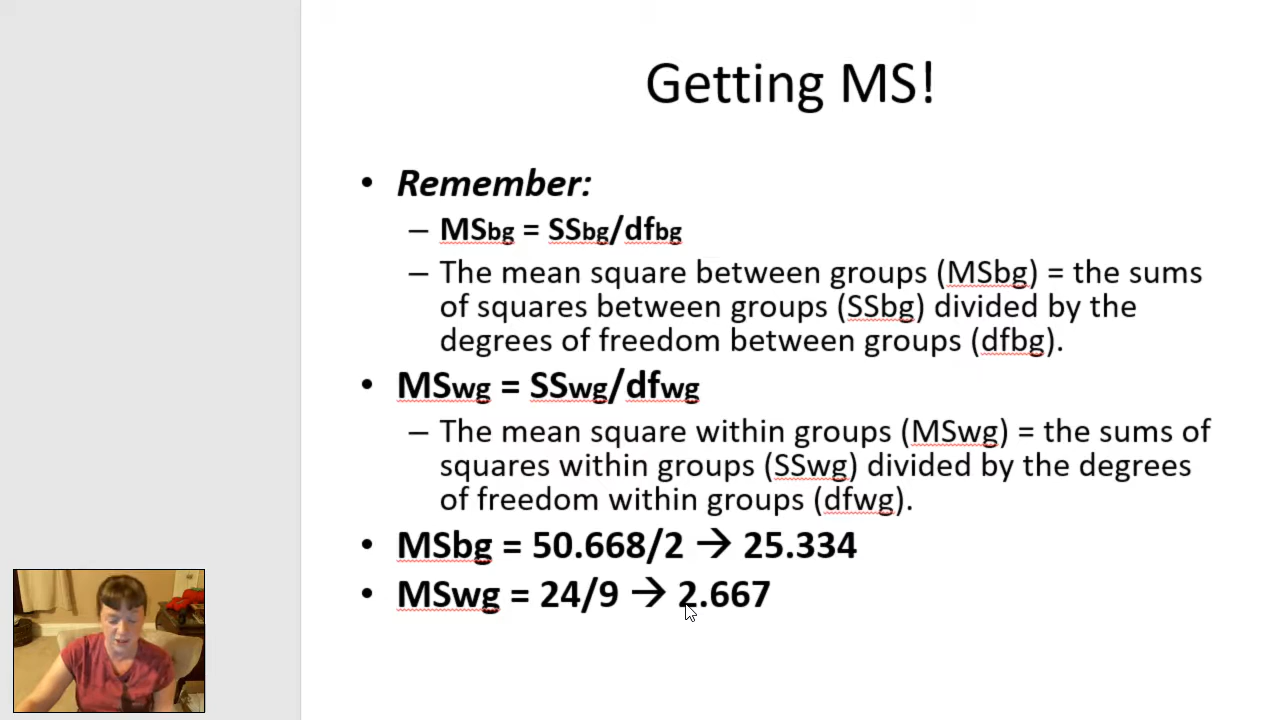 Getting MS!
• Remember:
– MSbg = SSbg/dfbg
– The mean square between groups (MSbg) = the sums
of squares between groups (SSbg) divided by the
degrees of freedom between groups (dfbg).
• MSwg = SSwg/dfwg
– The mean square within groups (MSwg) = the sums of
squares within groups (SSwg) divided by the degrees
of freedom within groups (dfwg).
• MSbg = 50.668/2 → 25.334
• MSwg = 24/9 → 2.667